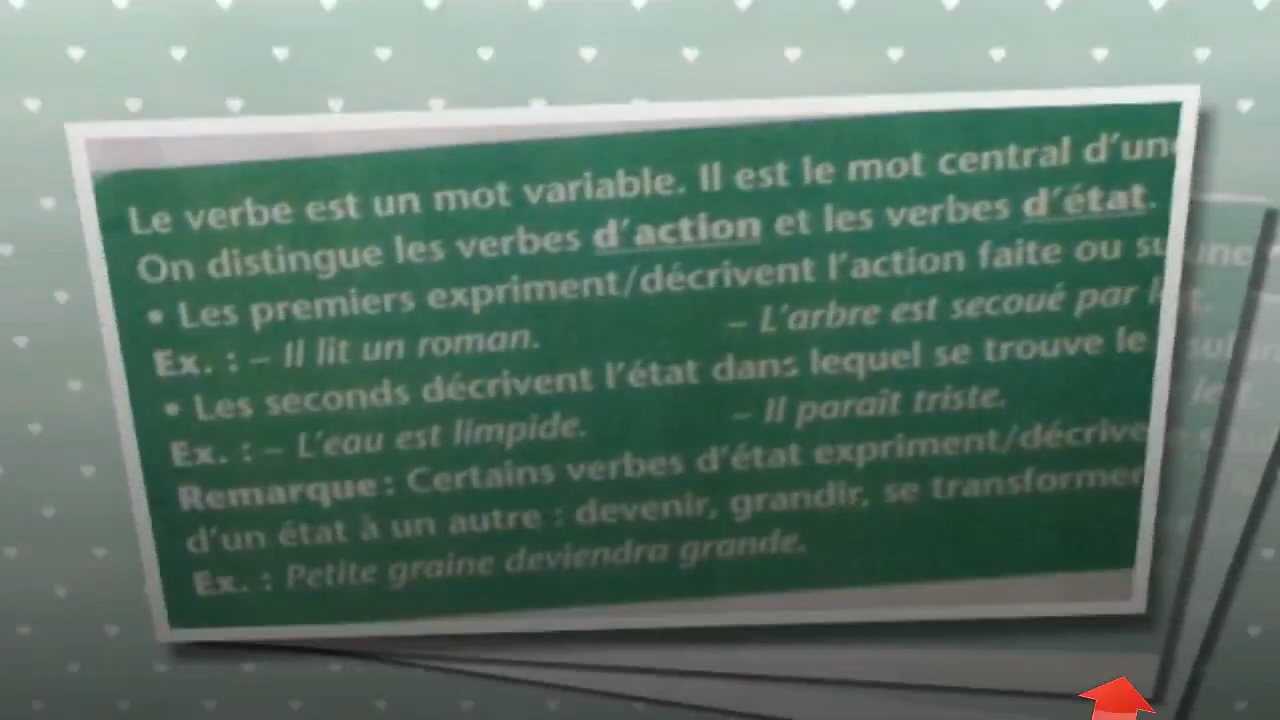 Le verbe est un mot variable. Il est le mot central d'une
On distingue les verbes d'action et les verbes d'état.
• Les premiers expriment/décrivent l'action faite ou su
Ex. : – Il lit un roman. – L'arbre est secoué par l
• Les seconds décrivent l'état dans lequel se trouve le
Ex. : – L'eau est limpide. – Il paraît triste.
Remarque : Certains verbes d'état expriment/décrive
d'un état à un autre : devenir, grandir, se transformer
Ex. : Petite graine deviendra grande.